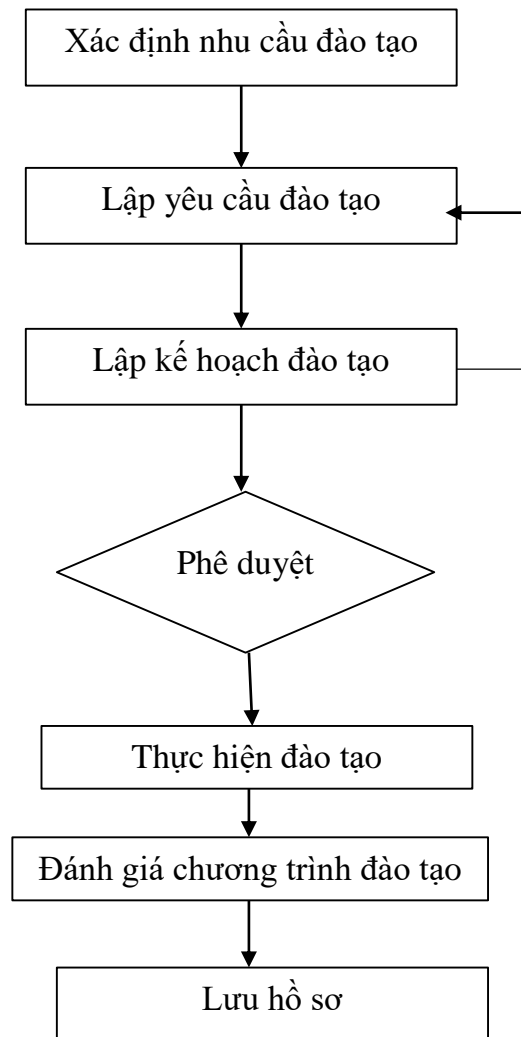 Xác định nhu cầu đào tạo
Lập yêu cầu đào tạo
Lập kế hoạch đào tạo
Phê duyệt
Thực hiện đào tạo
Đánh giá chương trình đào tạo
Lưu hồ sơ